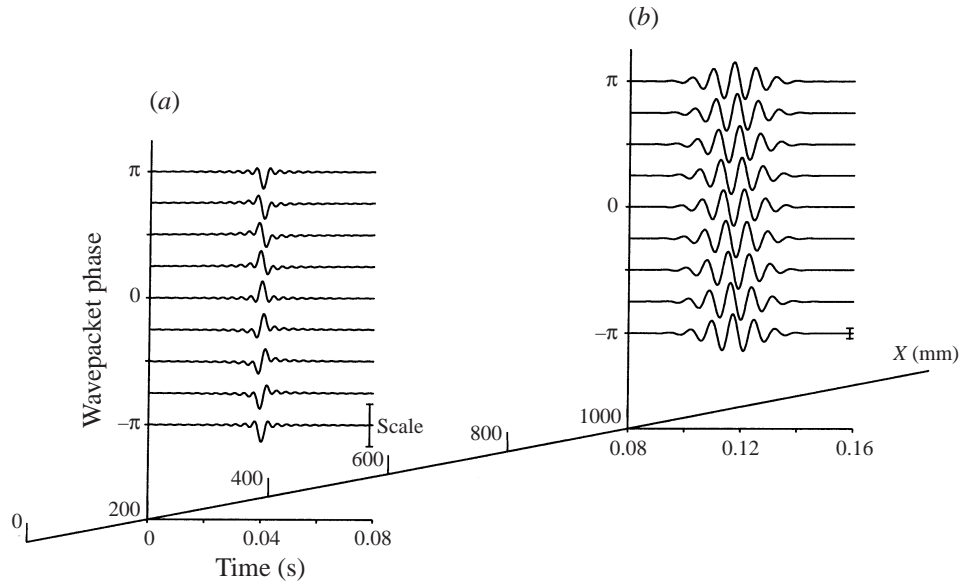 (b)
π
0
−π
(a)
π
0
−π
Wavepacket phase
Scale
X (mm)
0
200
400
600
800
1000
0.08
0.12
0.16
0
0.04
0.08
Time (s)